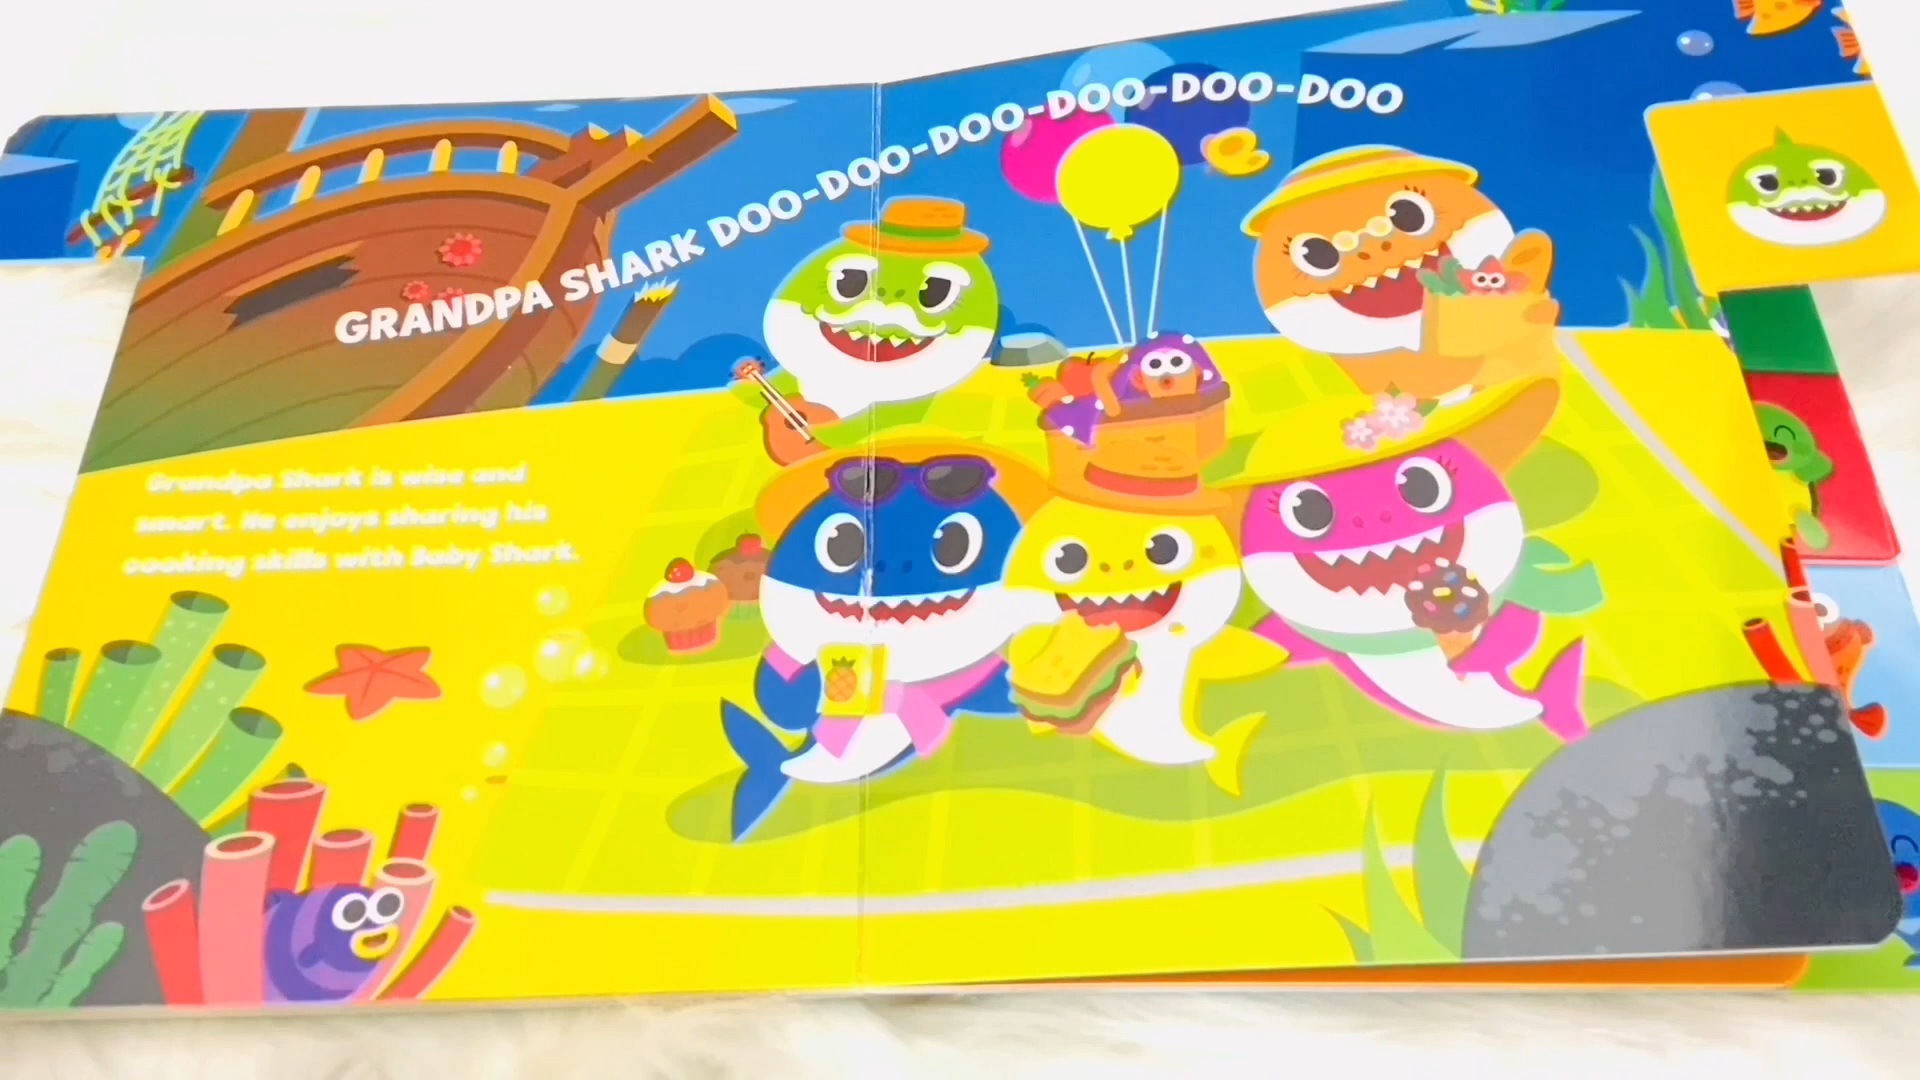 GRANDPA SHARK DOO-DOO-DOO-DOO-DOO-DOO
Grandpa Shark is wise and
smart. He enjoys sharing his
cooking skills with Baby Shark.